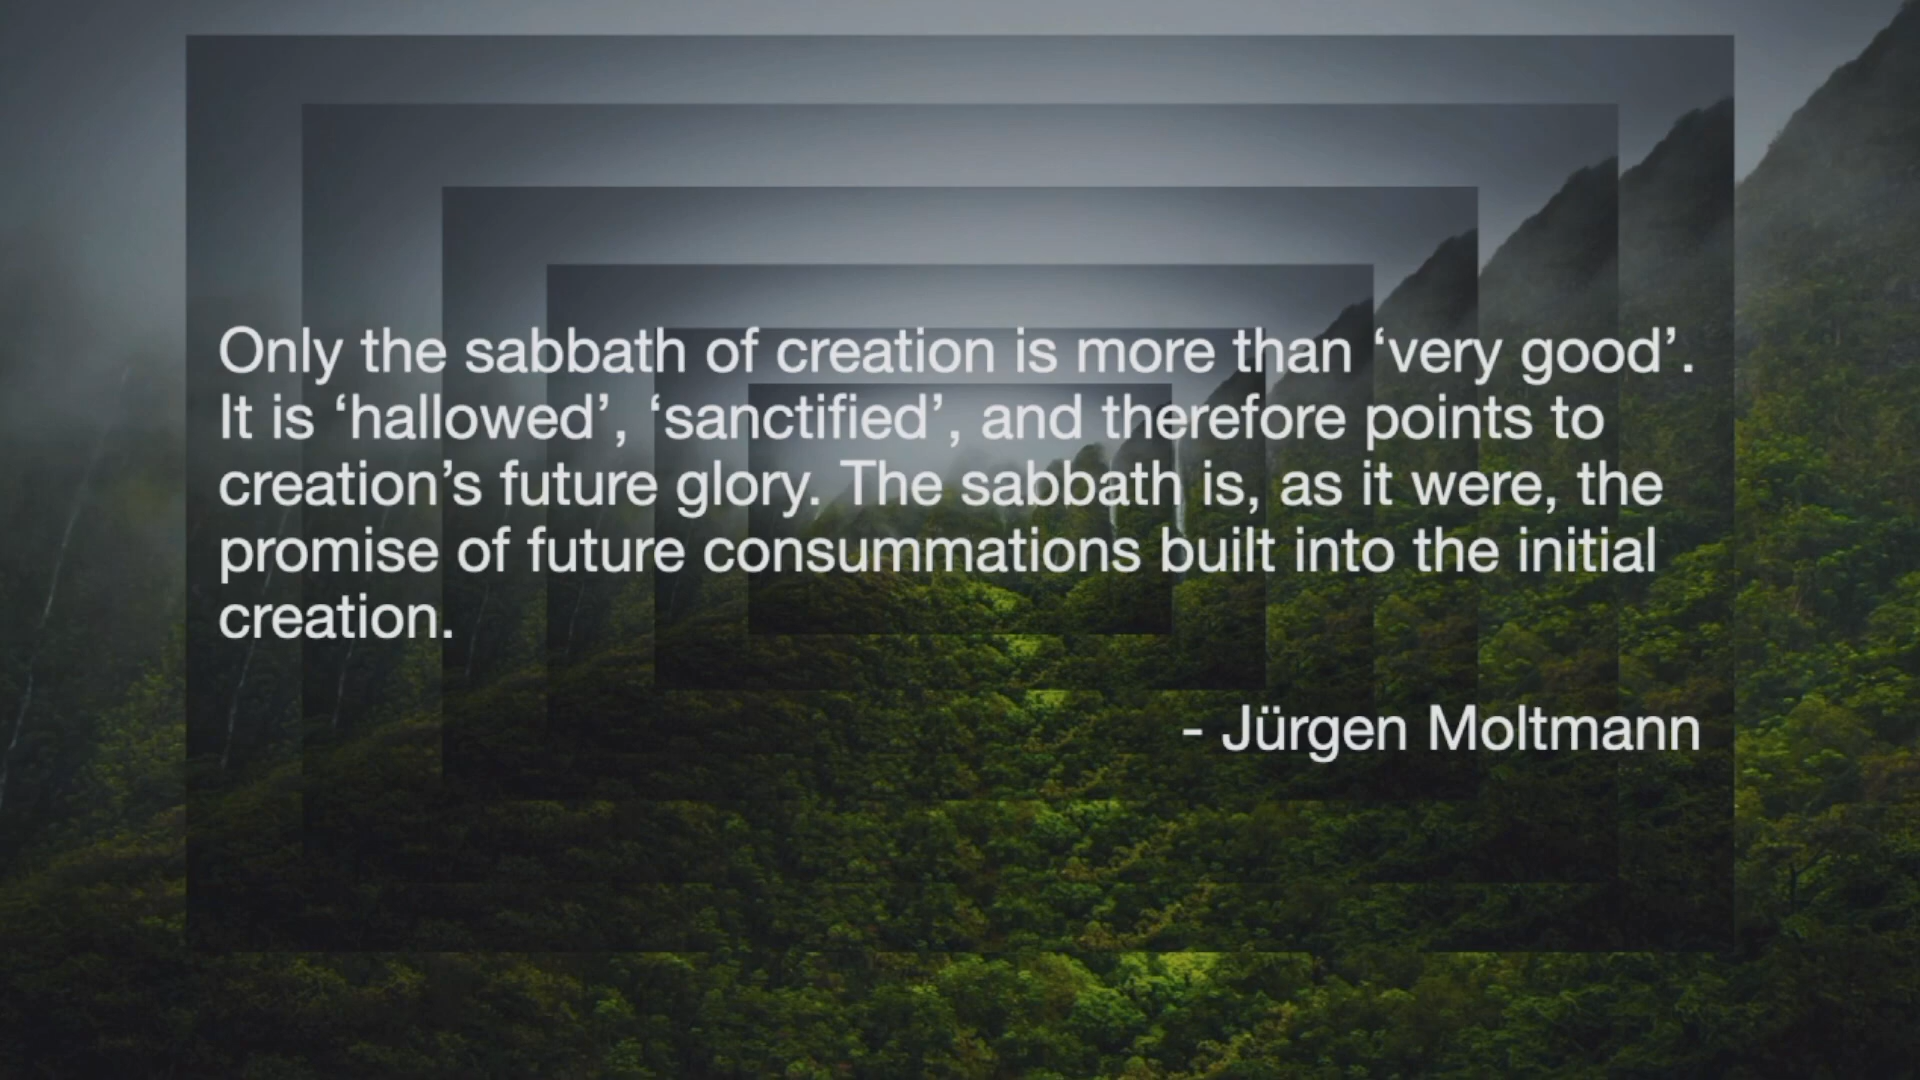 Only the sabbath of creation is more than ‘very good’.
It is ‘hallowed’, ‘sanctified’, and therefore points to
creation’s future glory. The sabbath is, as it were, the
promise of future consummations built into the initial
creation.
- Jürgen Moltmann